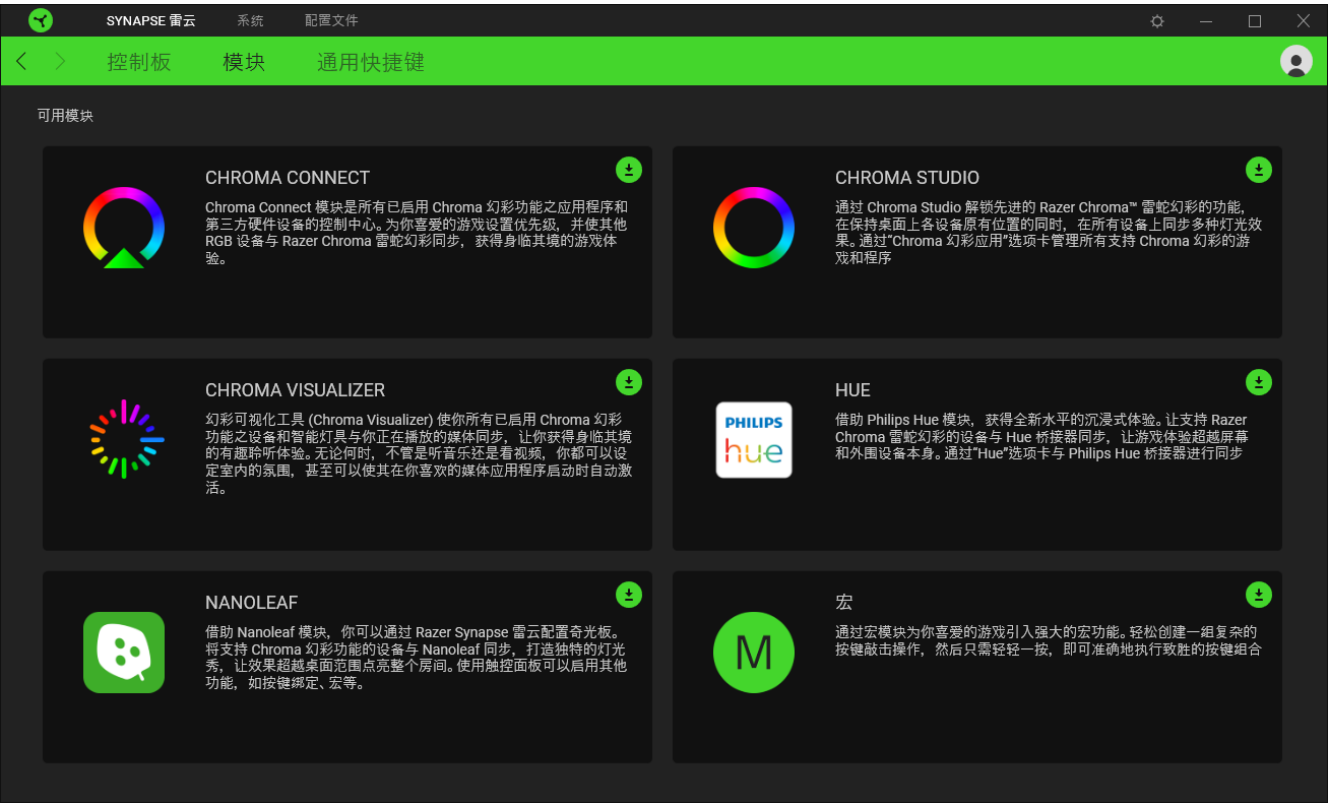 SYNAPSE 雷云 系统 配置文件
控制板 模块 通用快捷键
可用模块
CHROMA CONNECT
Chroma Connect 模块是所有已启用 Chroma 幻彩功能之应用程序和
第三方硬件设备的控制中心。为你喜爱的游戏设置优先级，并使其他
RGB 设备与 Razer Chroma 雷蛇幻彩同步，获得身临其境的游戏体
验。
CHROMA STUDIO
通过 Chroma Studio 解锁先进的 Razer Chroma™ 雷蛇幻彩的功能，
在保持桌面上各设备原有位置的同时，在所有设备上同步多种灯光效
果。通过“Chroma 幻彩应用”选项卡管理所有支持 Chroma 幻彩的游
戏和程序
CHROMA VISUALIZER
幻彩可视化工具 (Chroma Visualizer) 使你所有已启用 Chroma 幻彩
功能之设备和智能灯具与你正在播放的媒体同步，让你获得身临其境
的有趣聆听体验。无论何时，不管是听音乐还是看视频，你都可以设
定室内的氛围，甚至可以使其在你喜欢的媒体应用程序启动时自动激
活。
PHILIPS
hue
HUE
借助 Philips Hue 模块，获得全新水平的沉浸式体验。让支持 Razer
Chroma 雷蛇幻彩的设备与 Hue 桥接器同步，让游戏体验超越屏幕
和外围设备本身。通过“Hue”选项卡与 Philips Hue 桥接器进行同步
NANOLEAF
借助 Nanoleaf 模块，你可以通过 Razer Synapse 雷云配置奇光板。
将支持 Chroma 幻彩功能的设备与 Nanoleaf 同步，打造独特的灯光
秀，让效果超越桌面范围点亮整个房间。使用触控面板可以启用其他
功能，如按键绑定、宏等。
M
宏
通过宏模块为你喜爱的游戏引入强大的宏功能。轻松创建一组复杂的
按键敲击操作，然后只需轻轻一按，即可准确地执行致胜的按键组合